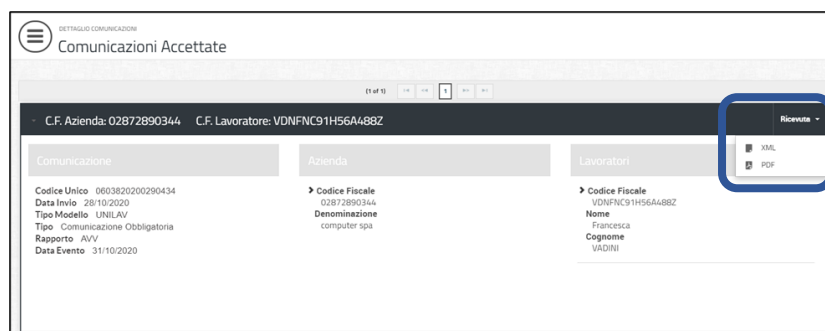 DETTAGLIO COMUNICAZIONI
Comunicazioni Accettate
(1 of 1) 1
C.F. Azienda: 02872890344 C.F. Lavoratore: VDNFNC91H56A488Z Ricevute
XML
PDF
Comunicazione Azienda Lavoratori
Codice Unico 0603820200290434
Data Invio 28/10/2020
Tipo Modello UNILAV
Tipo Comunicazione Obbligatoria
Rapporto AVV
Data Evento 31/10/2020
Codice Fiscale
02872890344
Denominazione
computer spa
Codice Fiscale
VDNFNC91H56A488Z
Nome
Francesca
Cognome
VADINI